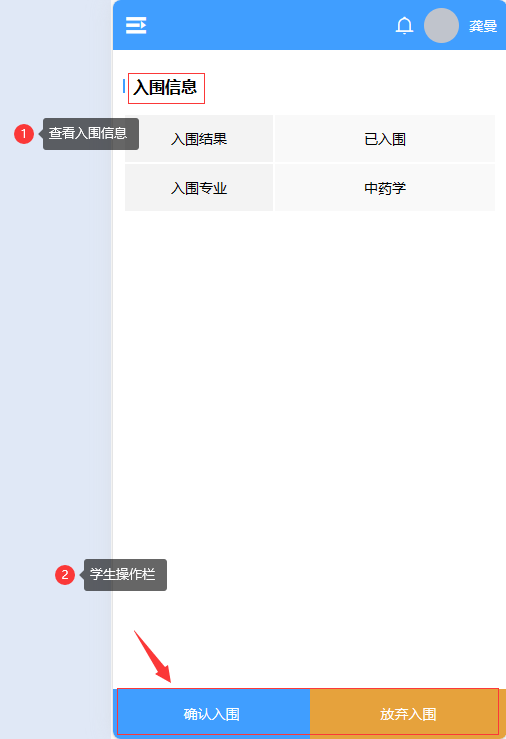 龚曼
入围信息
1 查看入围信息
入围结果 已入围
入围专业 中药学
2 学生操作栏
确认入围 放弃入围